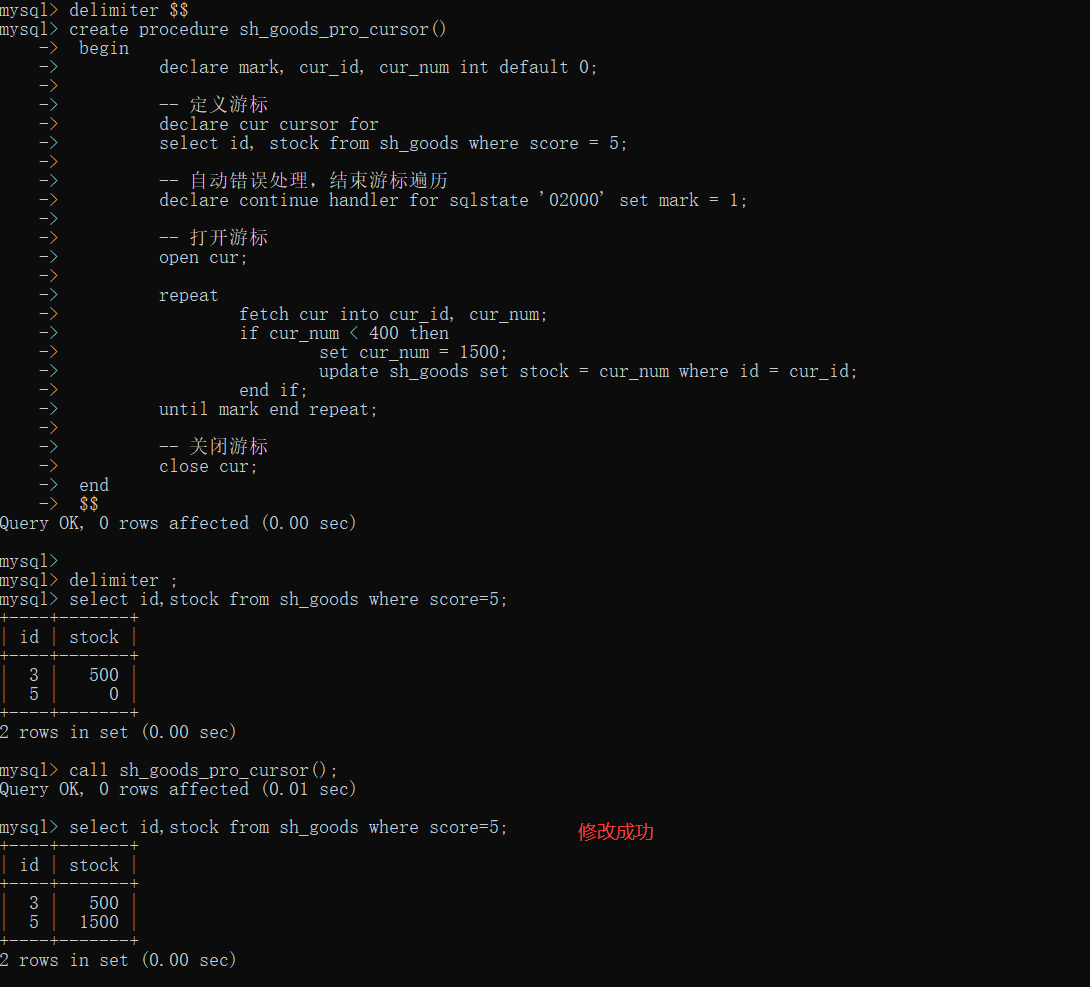 mysql> delimiter $$
mysql> create procedure sh_goods_pro_cursor()
    ->  begin
    ->          declare mark, cur_id, cur_num int default 0;
    ->
    ->          -- 定义游标
    ->          declare cur cursor for
    ->          select id, stock from sh_goods where score = 5;
    ->
    ->          -- 自动错误处理，结束游标遍历
    ->          declare continue handler for sqlstate '02000' set mark = 1;
    ->
    ->          -- 打开游标
    ->          open cur;
    ->
    ->          repeat
    ->                  fetch cur into cur_id, cur_num;
    ->                  if cur_num < 400 then
    ->                          set cur_num = 1500;
    ->                          update sh_goods set stock = cur_num where id = cur_id;
    ->                  end if;
    ->          until mark end repeat;
    ->
    ->          -- 关闭游标
    ->          close cur;
    ->  end
    ->  $$
Query OK, 0 rows affected (0.00 sec)

mysql>
mysql> delimiter ;
mysql> select id,stock from sh_goods where score=5;
+----+-------+
| id | stock |
+----+-------+
|  3 |   500 |
|  5 |     0 |
+----+-------+
2 rows in set (0.00 sec)

mysql> call sh_goods_pro_cursor();
Query OK, 0 rows affected (0.01 sec)

mysql> select id,stock from sh_goods where score=5;       修改成功
+----+-------+
| id | stock |
+----+-------+
|  3 |   500 |
|  5 |  1500 |
+----+-------+
2 rows in set (0.00 sec)